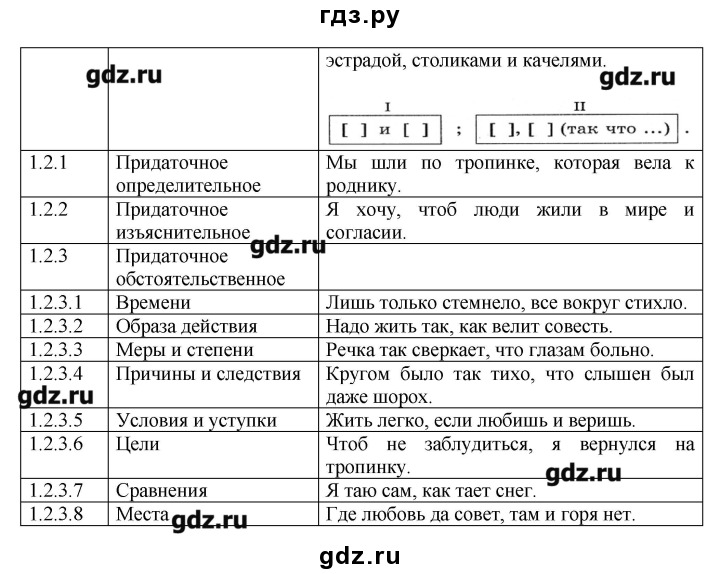 гдз.ру
эстрадой, столиками и качелями.
gdz.ru
gdz.ru
I II
[ ] и [ ] ; [ ], [ ] (так что ...) .
1.2.1 Придаточное Мы шли по тропинке, которая вела к
определительное роднику.
1.2.2 Придаточное Я хочу, чтоб люди жили в мире и
изъяснительное согласии.
gdz.ru
1.2.3 Придаточное
обстоятельственное
1.2.3.1 Времени Лишь только стемнело, все вокруг стихло.
1.2.3.2 Образа действия Надо жить так, как велит совесть.
1.2.3.3 Меры и степени Речка так сверкает, что глазам больно.
1.2.3.4 Причины и следствия Кругом было так тихо, что слышен был
даже шорох.
gdz.ru
1.2.3.5 Условия и уступки Жить легко, если любишь и веришь.
1.2.3.6 Цели Чтоб не заблудиться, я вернулся на
тропинку.
gdz.ru
1.2.3.7 Сравнения Я таю сам, как тает снег.
1.2.3.8 Места Где любовь да совет, там и горя нет.
gdz.ru
gdz.ru